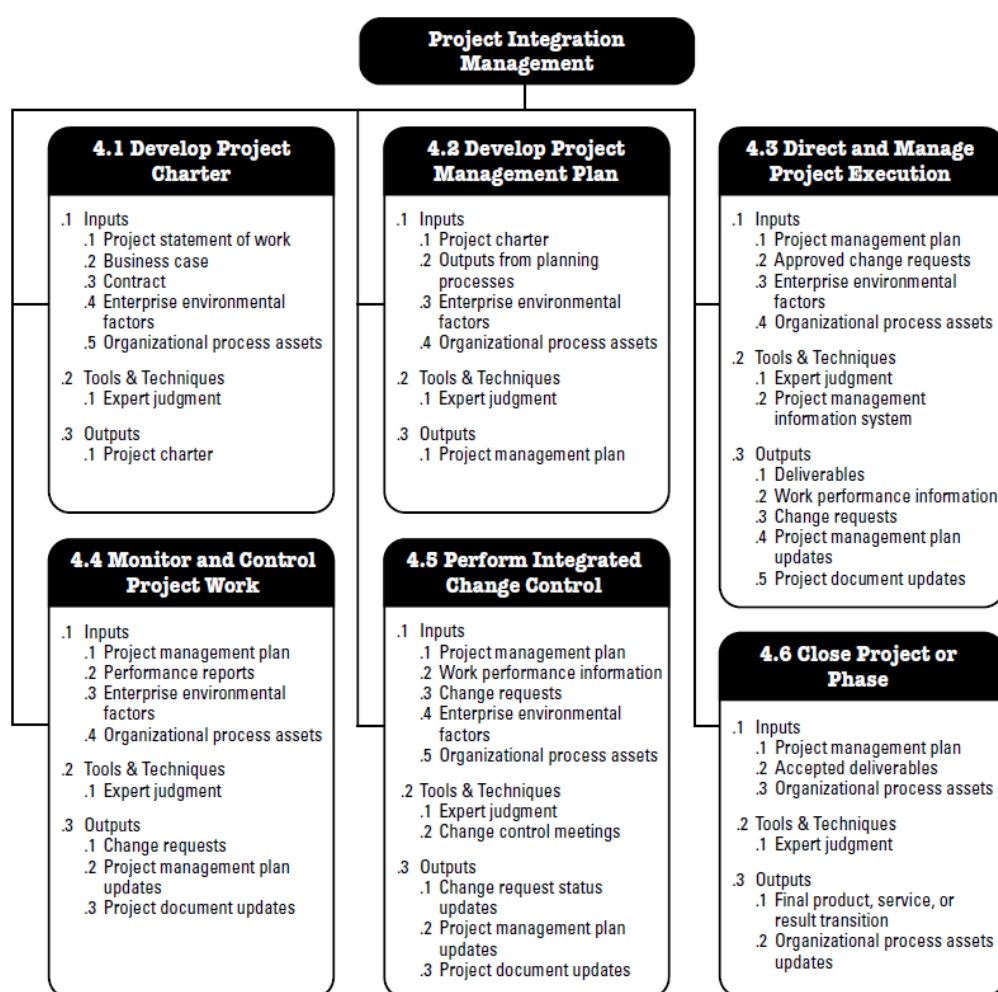 Project Integration
Management
4.1 Develop Project
Charter
.1 Inputs
.1 Project statement of work
.2 Business case
.3 Contract
.4 Enterprise environmental
factors
.5 Organizational process assets
.2 Tools & Techniques
.1 Expert judgment
.3 Outputs
.1 Project charter
4.2 Develop Project
Management Plan
.1 Inputs
.1 Project charter
.2 Outputs from planning
processes
.3 Enterprise environmental
factors
.4 Organizational process assets
.2 Tools & Techniques
.1 Expert judgment
.3 Outputs
.1 Project management plan
4.3 Direct and Manage
Project Execution
.1 Inputs
.1 Project management plan
.2 Approved change requests
.3 Enterprise environmental
factors
.4 Organizational process assets
.2 Tools & Techniques
.1 Expert judgment
.2 Project management
information system
.3 Outputs
.1 Deliverables
.2 Work performance information
.3 Change requests
.4 Project management plan
updates
.5 Project document updates
4.4 Monitor and Control
Project Work
.1 Inputs
.1 Project management plan
.2 Performance reports
.3 Enterprise environmental
factors
.4 Organizational process assets
.2 Tools & Techniques
.1 Expert judgment
.3 Outputs
.1 Change requests
.2 Project management plan
updates
.3 Project document updates
4.5 Perform Integrated
Change Control
.1 Inputs
.1 Project management plan
.2 Work performance information
.3 Change requests
.4 Enterprise environmental
factors
.5 Organizational process assets
.2 Tools & Techniques
.1 Expert judgment
.2 Change control meetings
.3 Outputs
.1 Change request status
updates
.2 Project management plan
updates
.3 Project document updates
4.6 Close Project or
Phase
.1 Inputs
.1 Project management plan
.2 Accepted deliverables
.3 Organizational process assets
.2 Tools & Techniques
.1 Expert judgment
.3 Outputs
.1 Final product, service, or
result transition
.2 Organizational process assets
updates